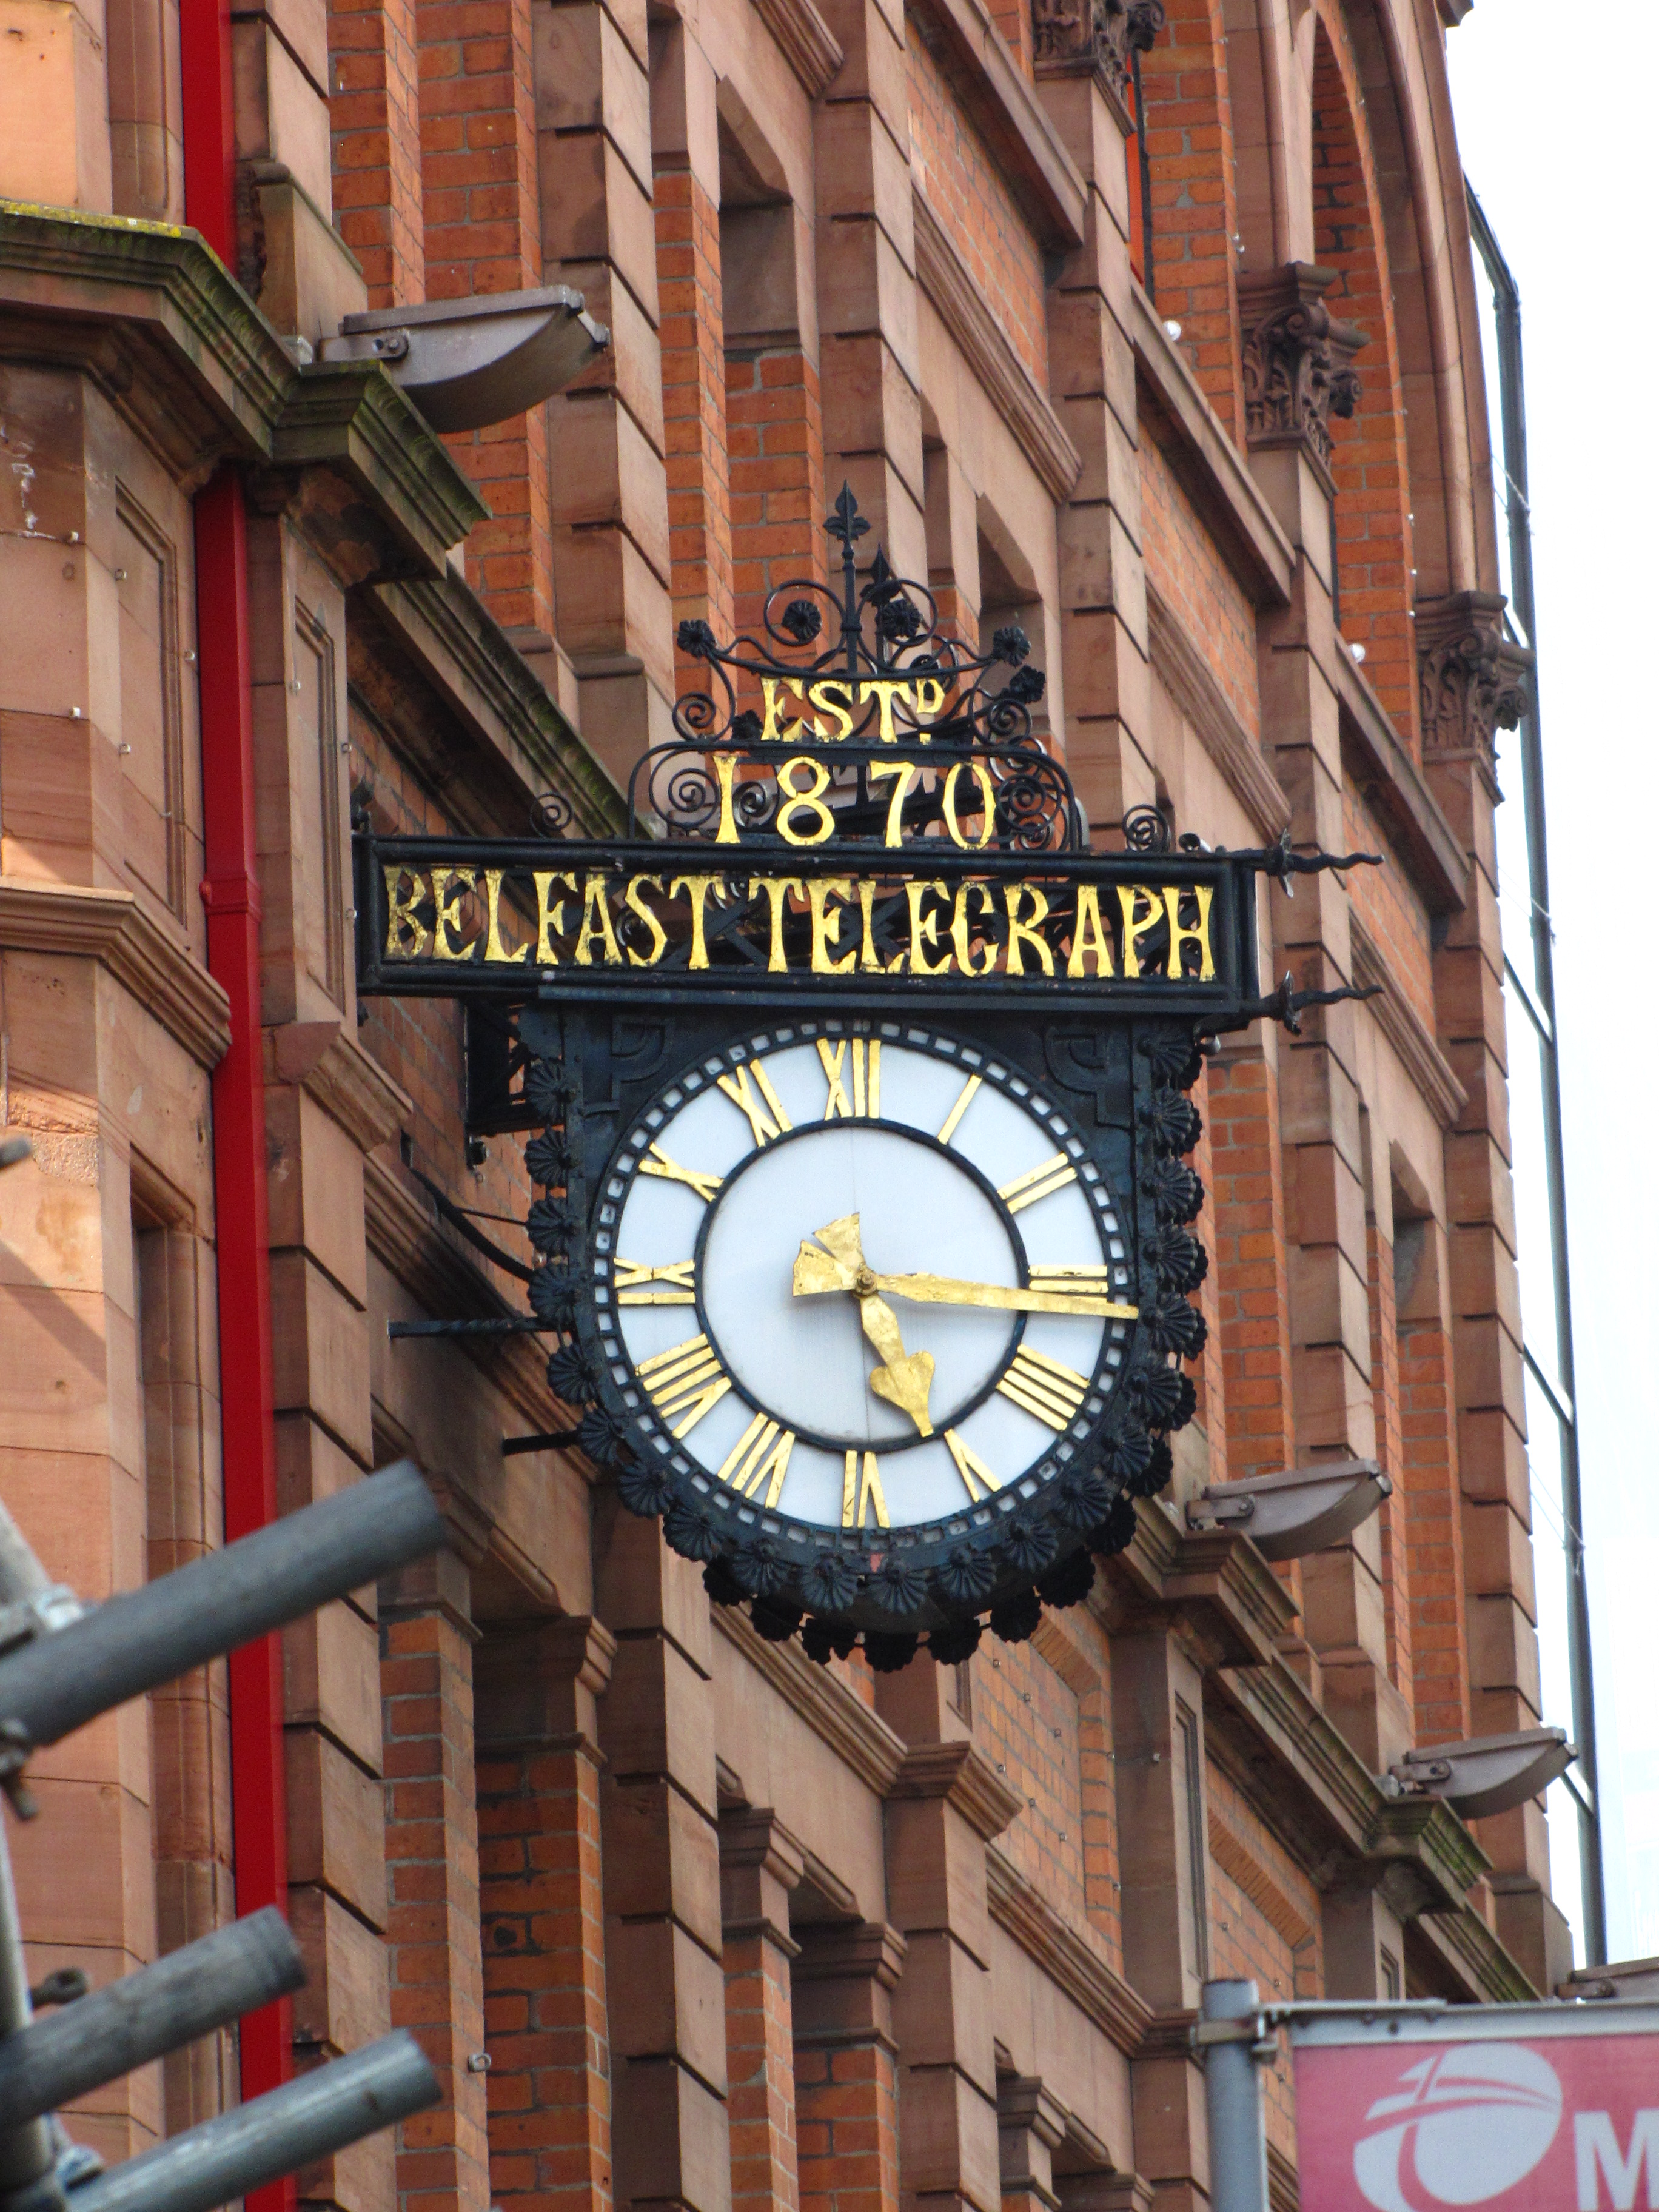 ESTD
1870
BELFAST TELEGRAPH
XII
I
II
III
IIII
V
VI
VII
VIII
IX
X
XI
M